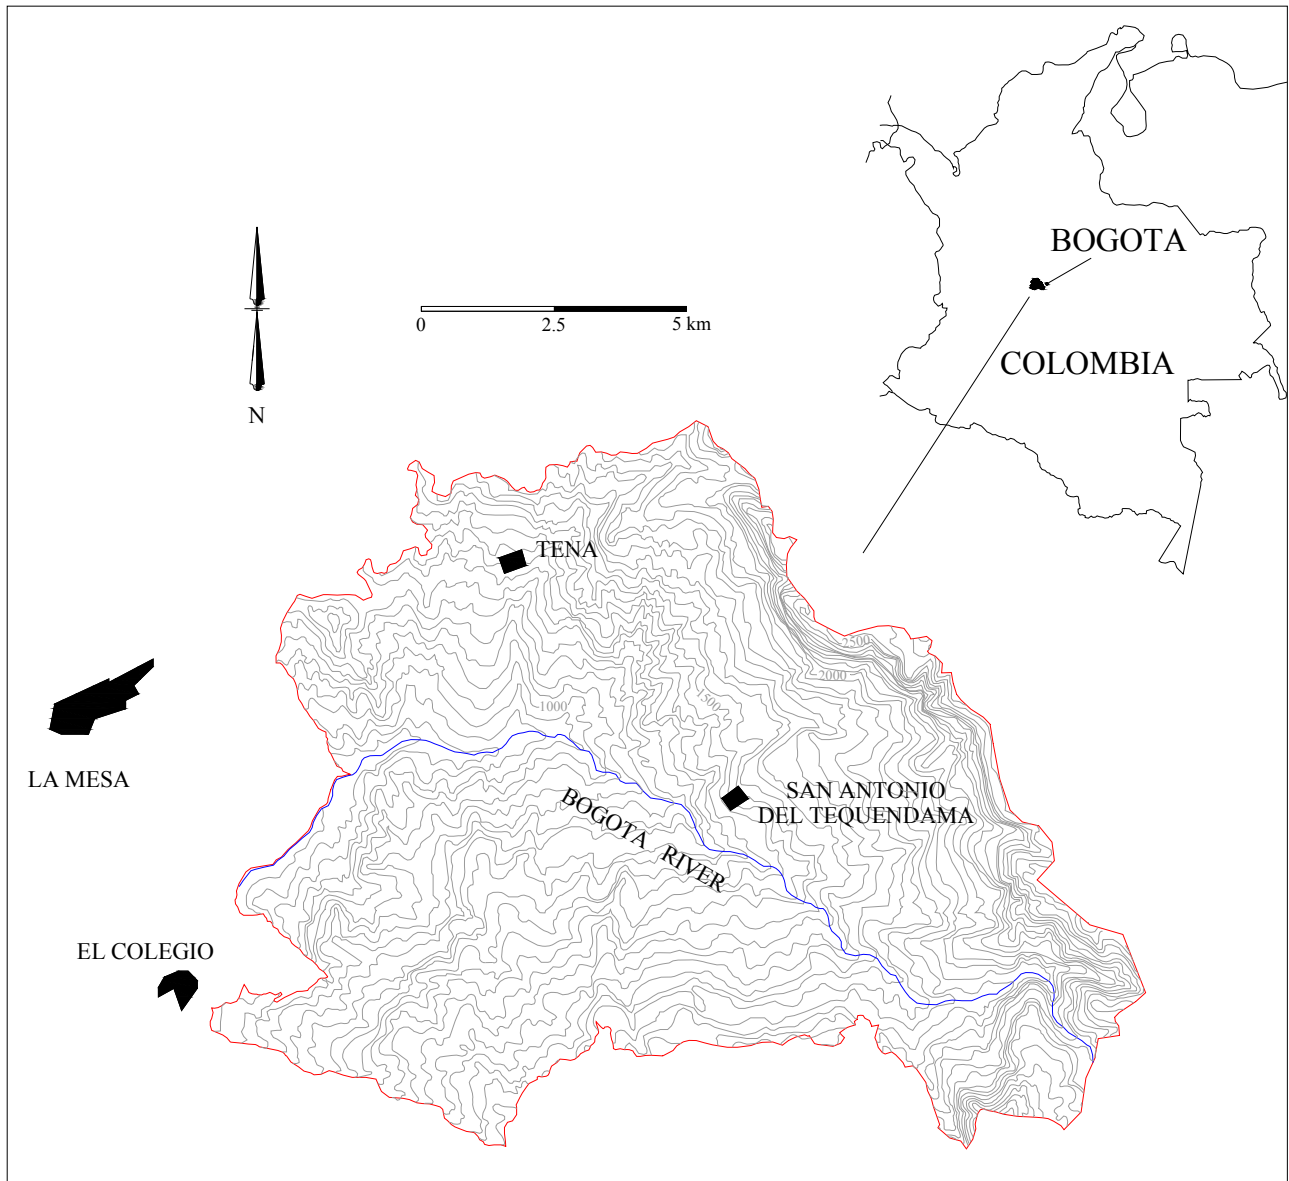 BOGOTA
COLOMBIA
0 2.5 5 km
N
TENA
2500
2000
1500
1000
LA MESA
SAN ANTONIO
DEL TEQUENDAMA
BOGOTA RIVER
EL COLEGIO